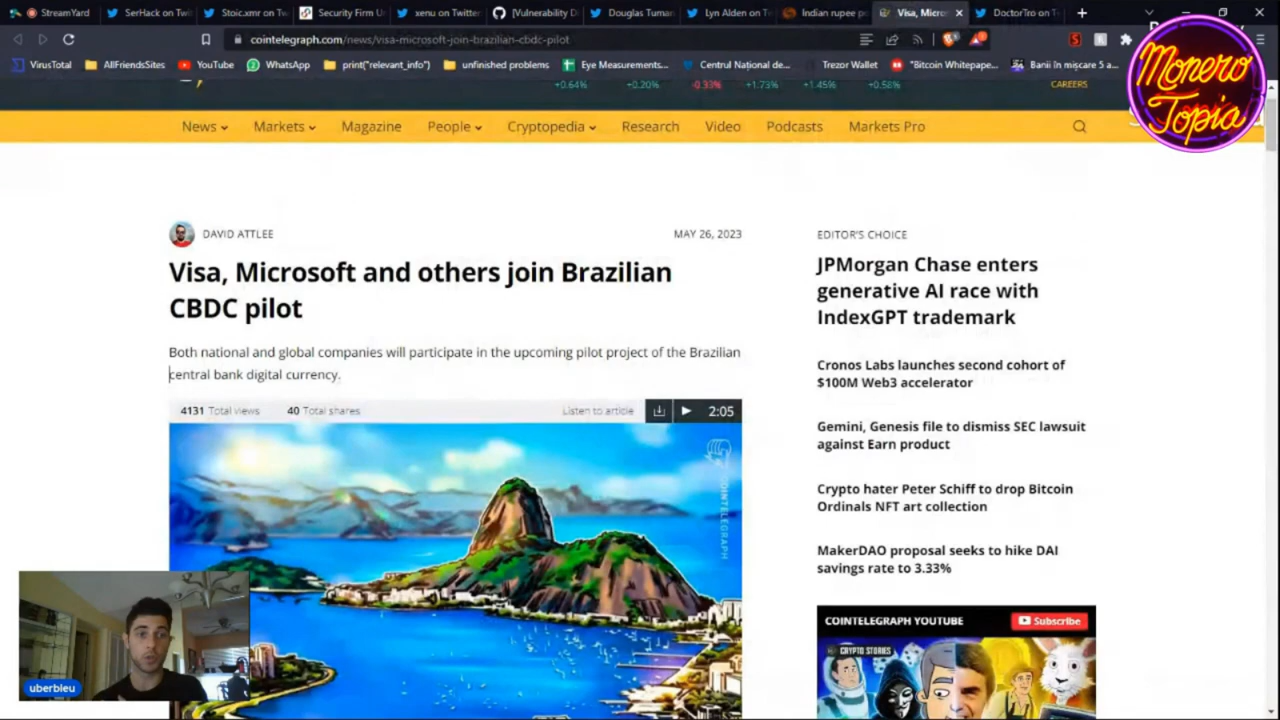 StreamYard
SerHack on Twi
Stoic.xmr on Twi
Security Firm U
xenu on Twitter
[Vulnerability D
Douglas Tuman
Lyn Alden on Tw
Indian rupee po
Visa, Micros
DoctorTro on T
cointelegraph.com/news/visa-microsoft-join-brazilian-cbdc-pilot
VirusTotal
AllFriendsSites
YouTube
WhatsApp
print("relevant_info")
unfinished problems
Eye Measurements...
Centrul Național de...
Trezor Wallet
"Bitcoin Whitepape...
Banii în mișcare 5 a...
Monero
Topia
+0.64%
+0.20%
-0.33%
+1.73%
+1.45%
+0.58%
CAREERS
News
Markets
Magazine
People
Cryptopedia
Research
Video
Podcasts
Markets Pro
DAVID ATTLEE
MAY 26, 2023
Visa, Microsoft and others join Brazilian
CBDC pilot
Both national and global companies will participate in the upcoming pilot project of the Brazilian
central bank digital currency.
4131 Total views
40 Total shares
Listen to article
2:05
COINTELEGRAPH
uberbleu
EDITOR'S CHOICE
JPMorgan Chase enters
generative AI race with
IndexGPT trademark
Cronos Labs launches second cohort of
$100M Web3 accelerator
Gemini, Genesis file to dismiss SEC lawsuit
against Earn product
Crypto hater Peter Schiff to drop Bitcoin
Ordinals NFT art collection
MakerDAO proposal seeks to hike DAI
savings rate to 3.33%
COINTELEGRAPH YOUTUBE
Subscribe
CRYPTO STORIES